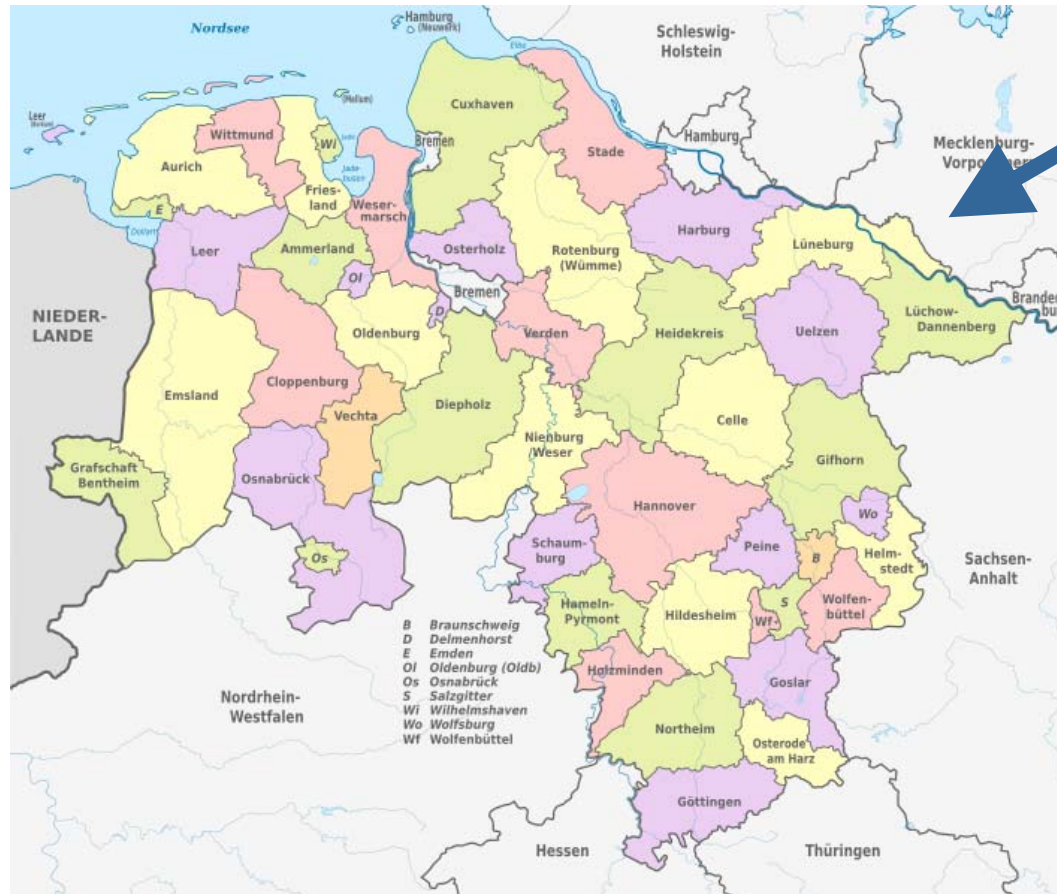 Nordsee
Hamburg
(Neuwerk)
Elbe
Schleswig-
Holstein
Cuxhaven
(Mellum)
Leer
Wittmund
Wi
Jade
Bremen
Hamburg
Mecklenburg-
Aurich
Stade
Jade-
busen
Fries-
land
Weser-
marsch
E
Dollart
Leer
Ammerland
Osterholz
Rotenburg
(Wümme)
Harburg
Lüneburg
Ol
Bremen
D
NIEDER-
LANDE
Oldenburg
Verden
Heidekreis
Uelzen
Lüchow-
Dannenberg
Emsland
Cloppenburg
Vechta
Diepholz
Celle
Nienburg
/Weser
Gifhorn
Grafschaft
Bentheim
Osnabrück
Hannover
Wo
Schaum-
burg
Peine
B
Helm-
stedt
Sachsen-
Anhalt
Os
Hameln-
Pyrmont
Hildesheim
Wf
S
Wolfen-
büttel
B Braunschweig
D Delmenhorst
E Emden
Ol Oldenburg (Oldb)
Os Osnabrück
S Salzgitter
Wi Wilhelmshaven
Wo Wolfsburg
Wf Wolfenbüttel
Holzminden
Goslar
Nordrhein-
Westfalen
Northeim
Osterode
am Harz
Göttingen
Hessen
Thüringen